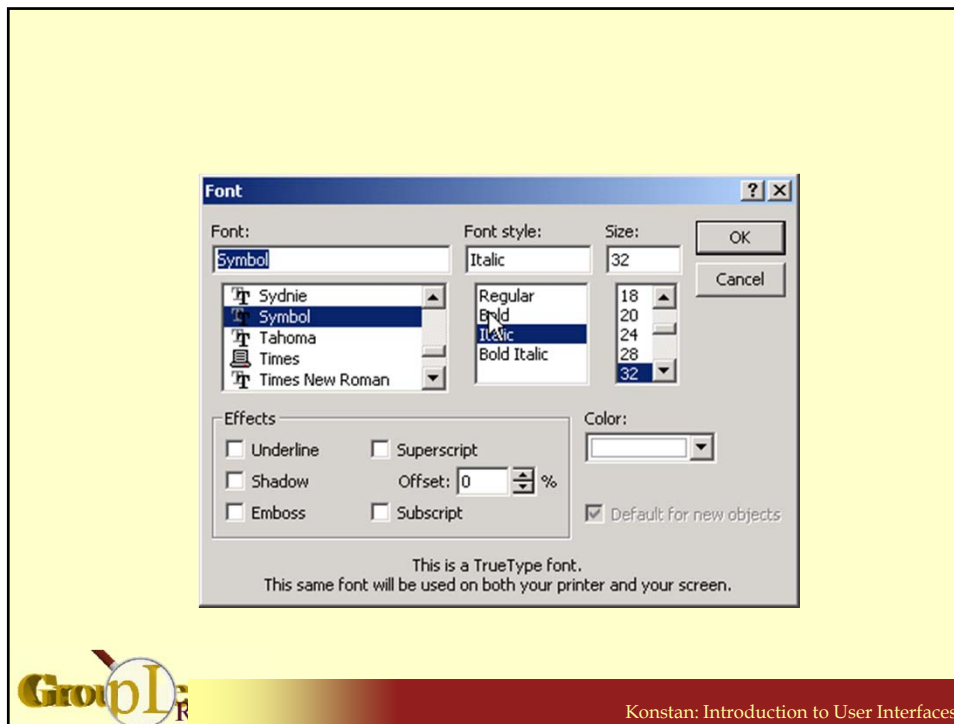 Font
Font:
Font style:
Size:
Symbol
Italic
32
OK
Cancel
Sydnie
Symbol
Tahoma
Times
Times New Roman
Regular
Bold
Italic
Bold Italic
18
20
24
28
32
Effects
Underline
Superscript
Shadow
Offset: 0 %
Emboss
Subscript
Color:
Default for new objects
This is a TrueType font.
This same font will be used on both your printer and your screen.
Konstan: Introduction to User Interfaces